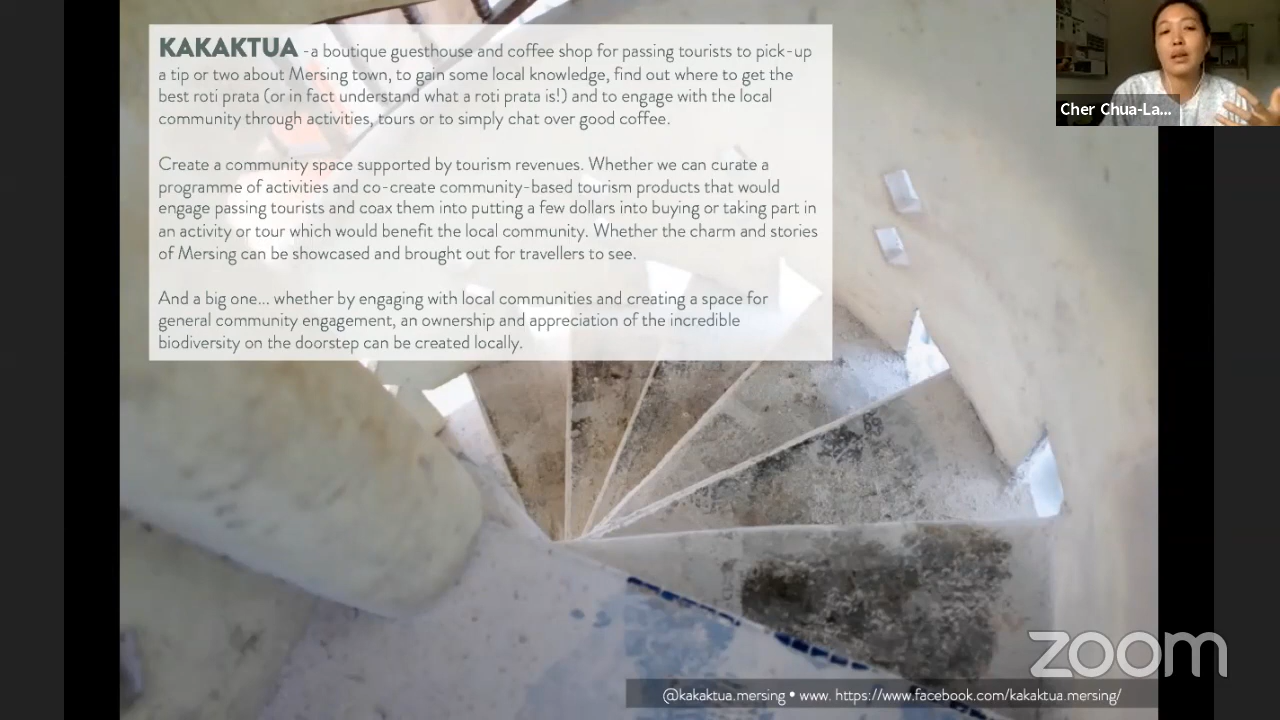 KAKAKTUA -a boutique guesthouse and coffee shop for passing tourists to pick-up
a tip or two about Mersing town, to gain some local knowledge, find out where to get the
best roti prata (or in fact understand what a roti prata is!) and to engage with the local
community through activities, tours or to simply chat over good coffee.
Create a community space supported by tourism revenues. Whether we can curate a
programme of activities and co-create community-based tourism products that would
engage passing tourists and coax them into putting a few dollars into buying or taking part in
an activity or tour which would benefit the local community. Whether the charm and stories
of Mersing can be showcased and brought out for travellers to see.
And a big one... whether by engaging with local communities and creating a space for
general community engagement, an ownership and appreciation of the incredible
biodiversity on the doorstep can be created locally.
Cher Chua-La...
zoom
@kakaktua.mersing • www. https://www.facebook.com/kakaktua.mersing/